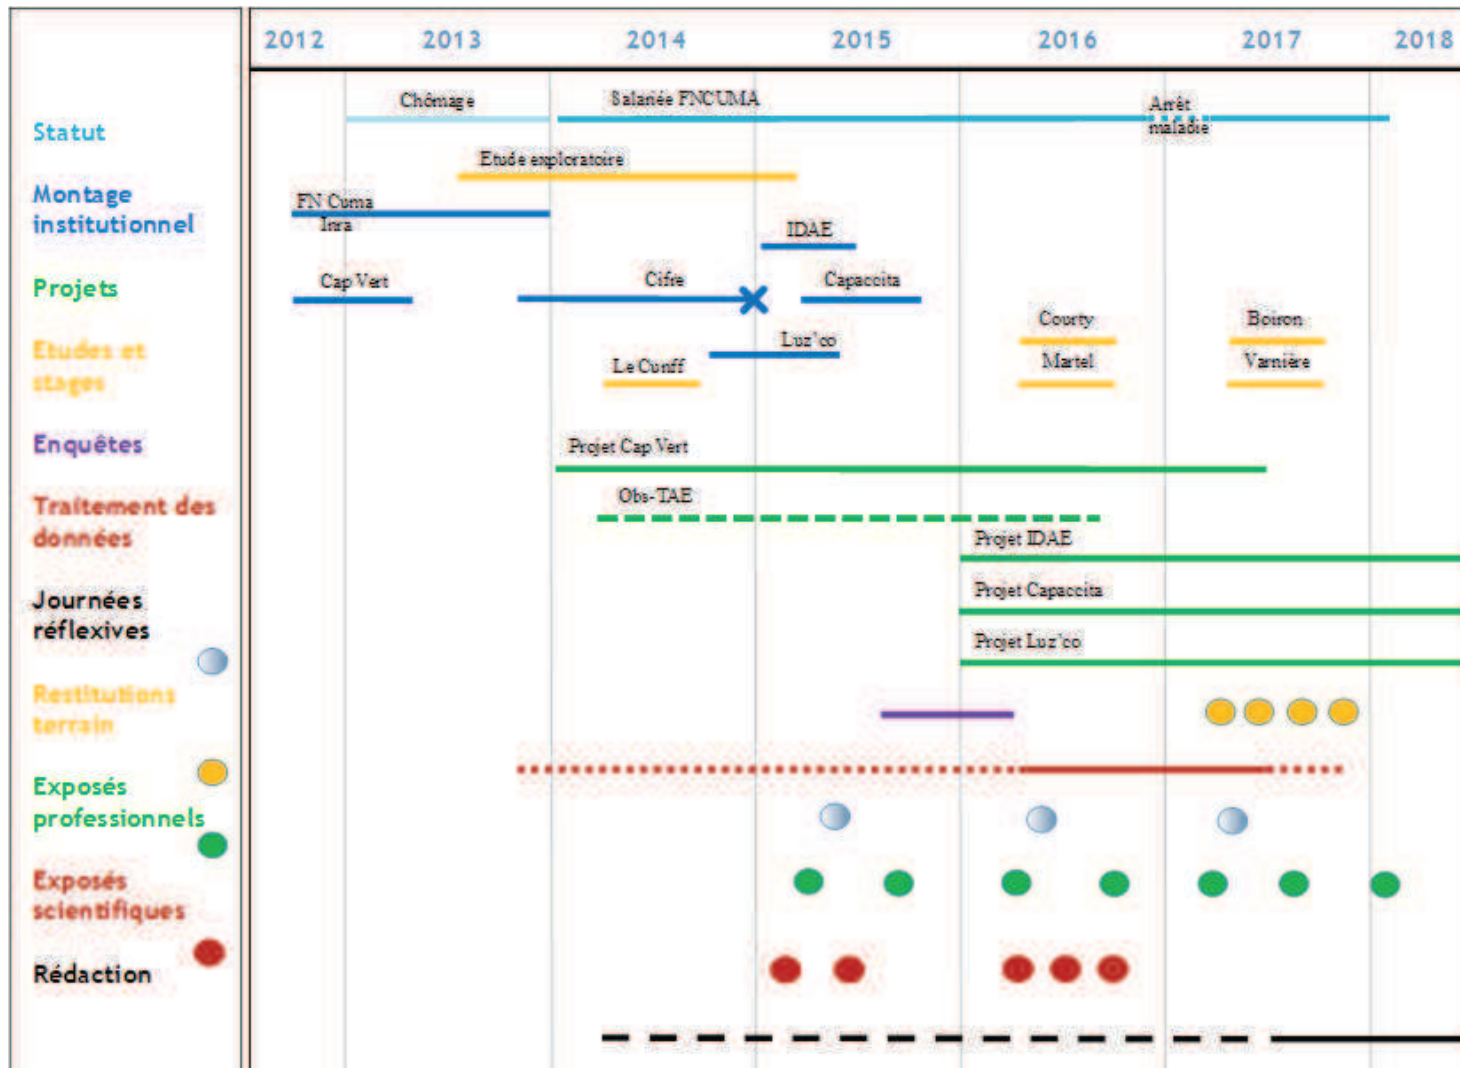 2012 2013 2014 2015 2016 2017 2018
Statut
Montage
institutionnel
Projets
Etudes et
stages
Enquêtes
Traitement des
données
Journées
réflexives
Restitutions
terrain
Exposés
professionnels
Exposés
scientifiques
Rédaction
Chômage
Salariée FNCUMA
Arrêt
maladie
Etude exploratoire
FN Cuma
Inra
IDAE
Cap Vert
Cifre
Capaccita
Luz'co
Le Cunff
Courty
Martel
Boiron
Varnière
Projet Cap Vert
Obs-TAE
Projet IDAE
Projet Capaccita
Projet Luz'co